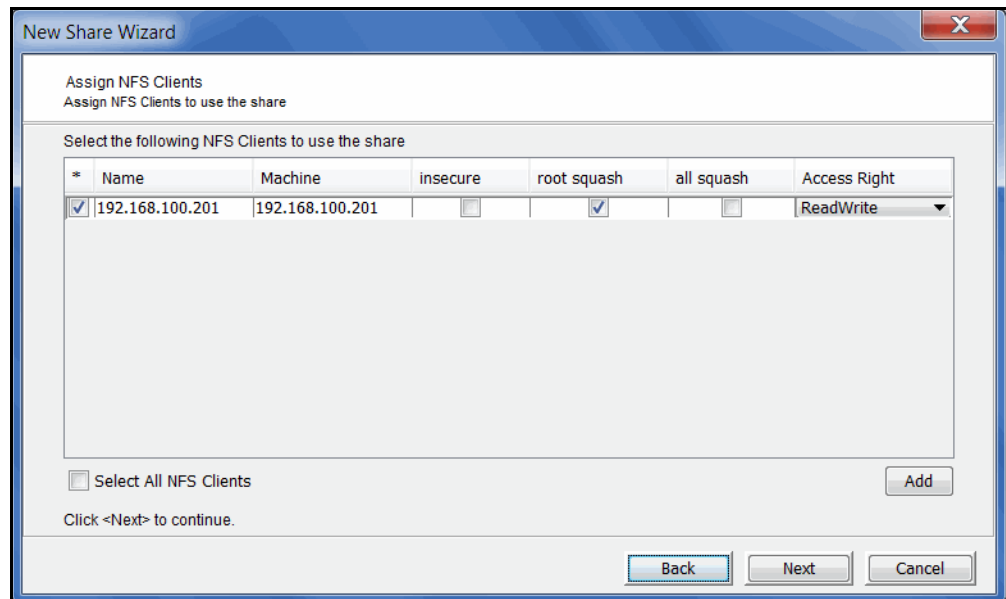 New Share Wizard
Assign NFS Clients
Assign NFS Clients to use the share
Select the following NFS Clients to use the share
* Name Machine insecure root squash all squash Access Right
192.168.100.201 192.168.100.201 ReadWrite
Select All NFS Clients Add
Click <Next> to continue.
Back Next Cancel